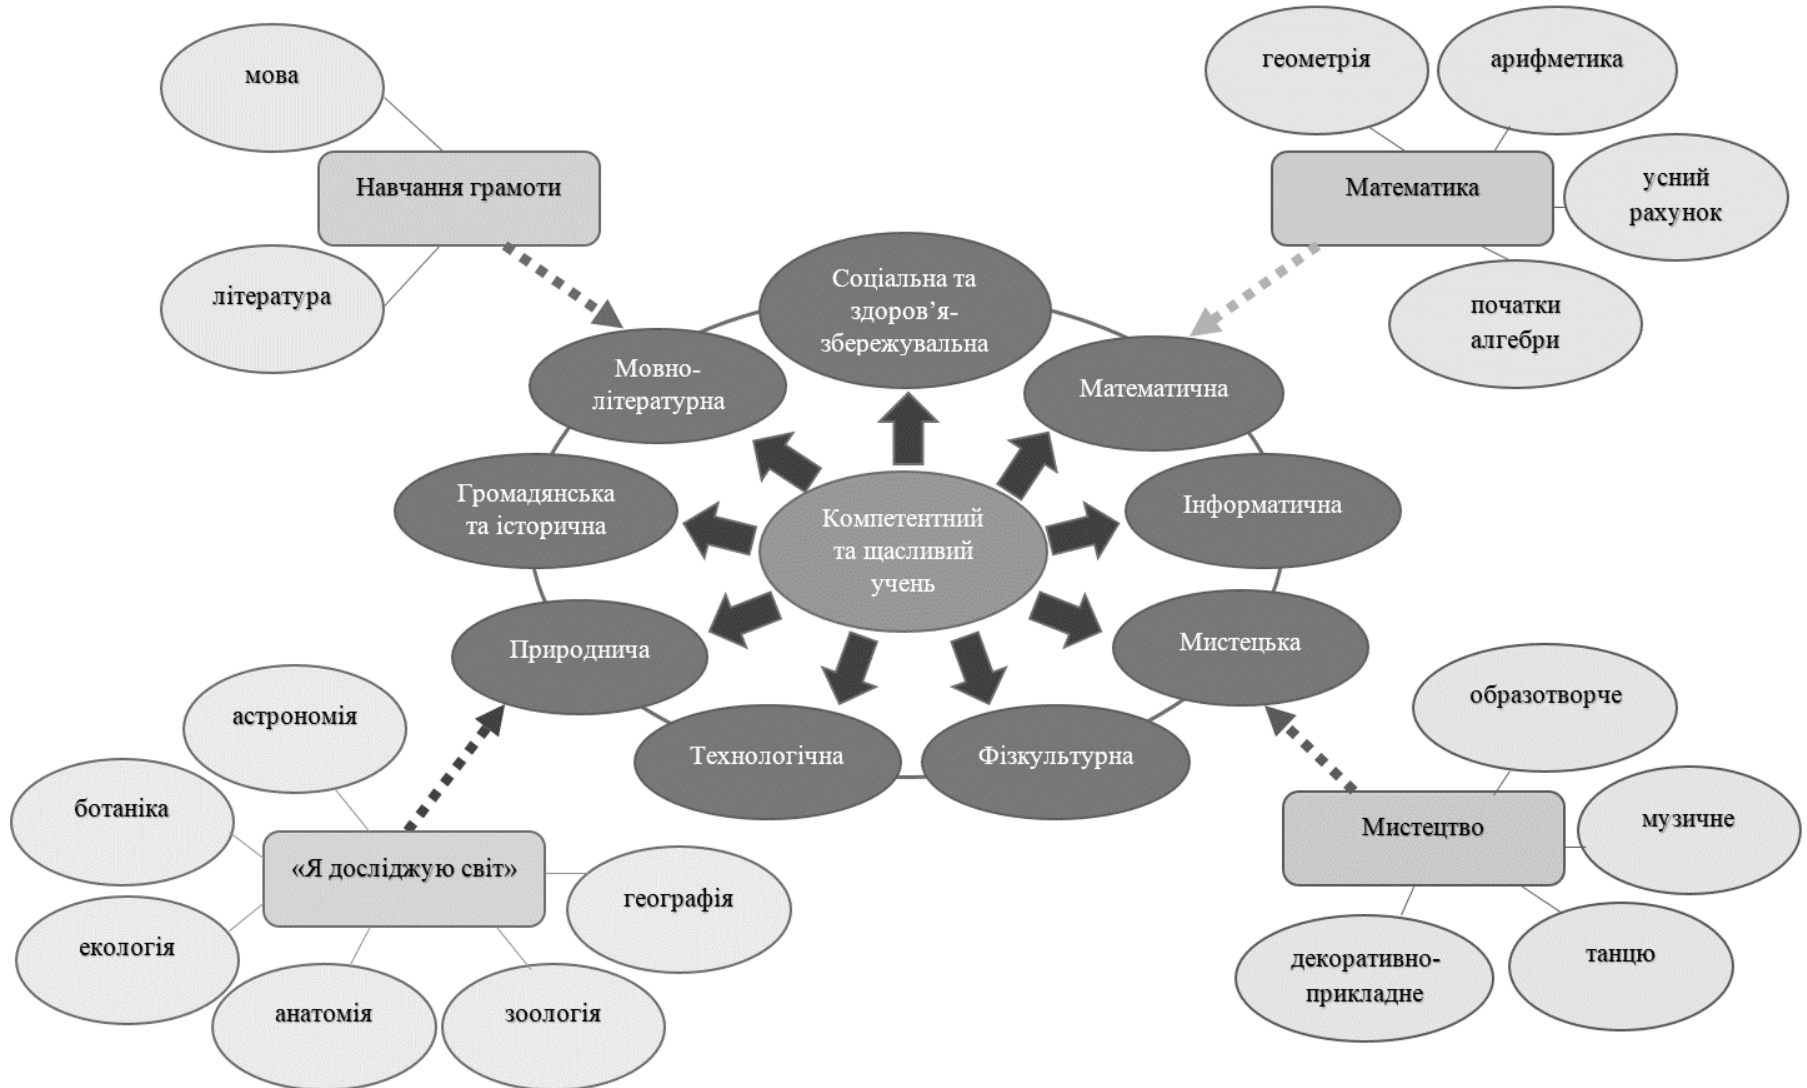 мова
Навчання грамоти
література
геометрія
арифметика
Математика
усний
рахунок
початки
алгебри
Соціальна та
здоров’я-
збережувальна
Мовно-
літературна
Математична
Громадянська
та історична
Інформатична
Компетентний
та щасливий
учень
Природнича
Мистецька
Технологічна
Фізкультурна
астрономія
ботаніка
«Я досліджую світ»
географія
екологія
анатомія
зоологія
образотворче
Мистецтво
музичне
декоративно-
прикладне
танцю